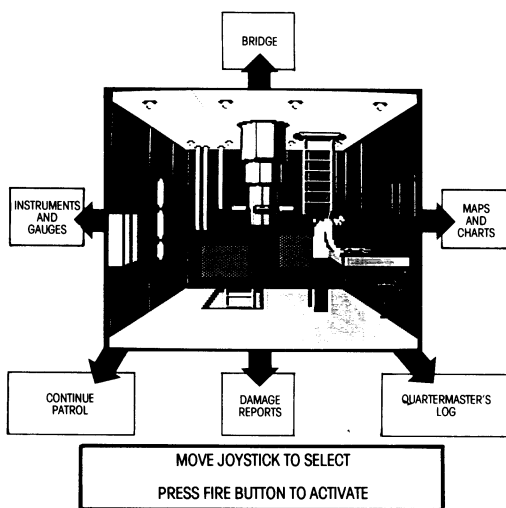 BRIDGE
INSTRUMENTS
AND
GAUGES
MAPS
AND
CHARTS
CONTINUE
PATROL
DAMAGE
REPORTS
QUARTERMASTER'S
LOG
MOVE JOYSTICK TO SELECT
PRESS FIRE BUTTON TO ACTIVATE